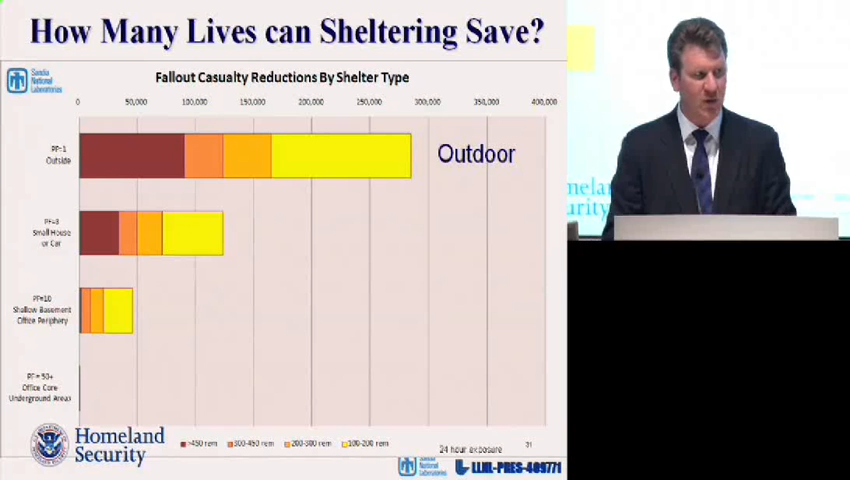 How Many Lives can Sheltering Save?
Sandia
National
Laboratories
Fallout Casualty Reductions By Shelter Type
0 50,000 100,000 150,000 200,000 250,000 300,000 350,000 400,000
PF=1
Outside
Outdoor
PF=3
Small House
or Car
PF=10
Shallow Basement
Office Periphery
PF = 50+
Office Core
Underground Areas
>450 rem 300-450 rem 200-300 rem 100-200 rem
24 hour exposure
31
Homeland
Security
Sandia
National
Laboratories
LLNL-PRES-409771
meland
urity